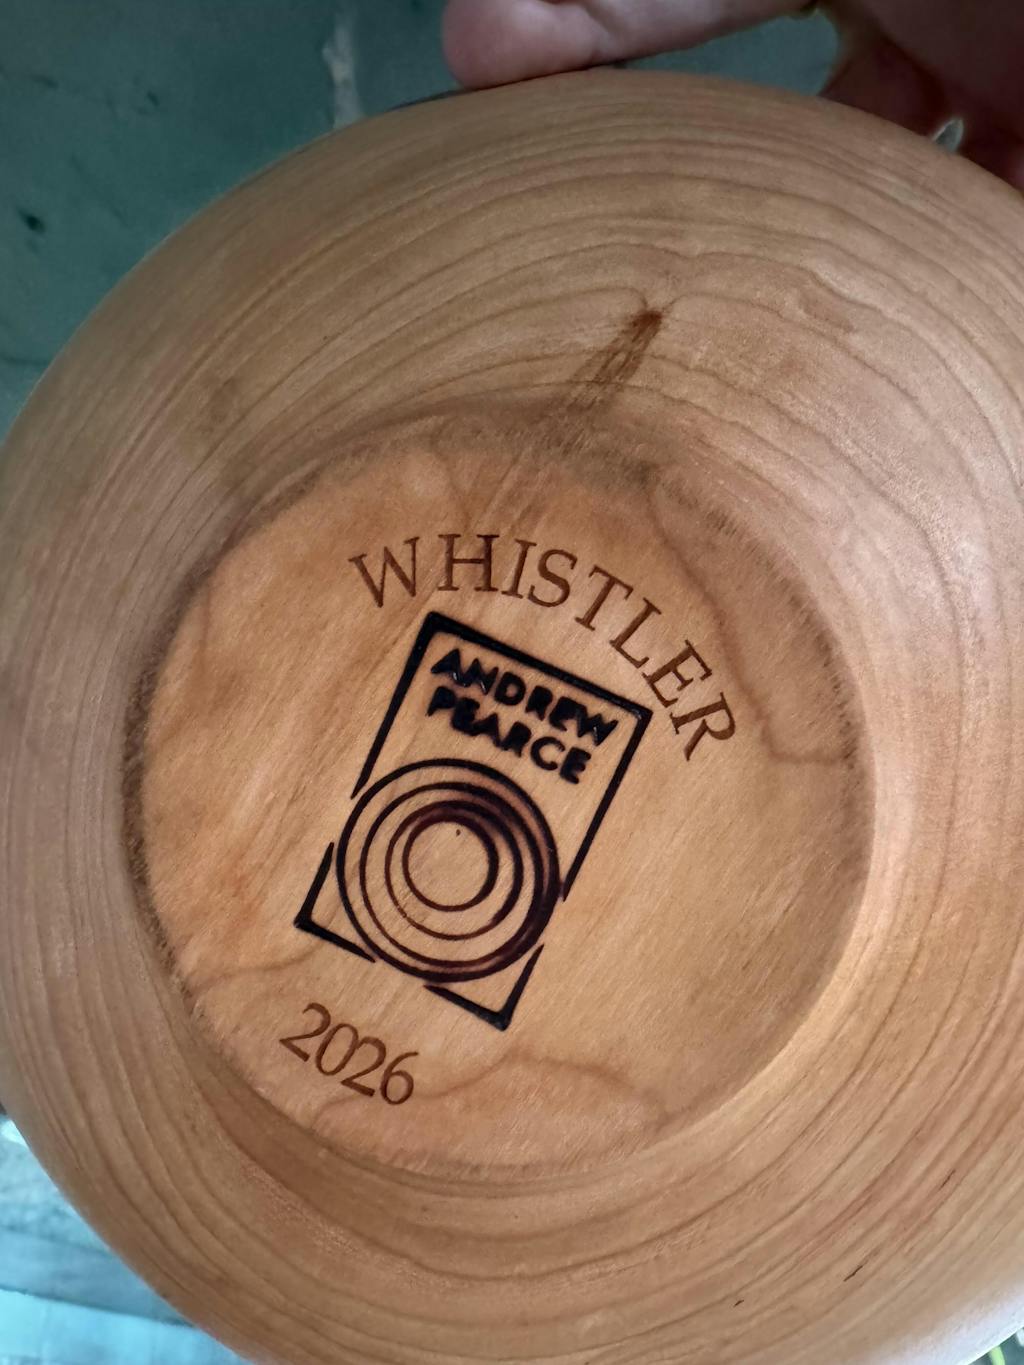 WHISTLER
ANDREW
PEARCE
2026